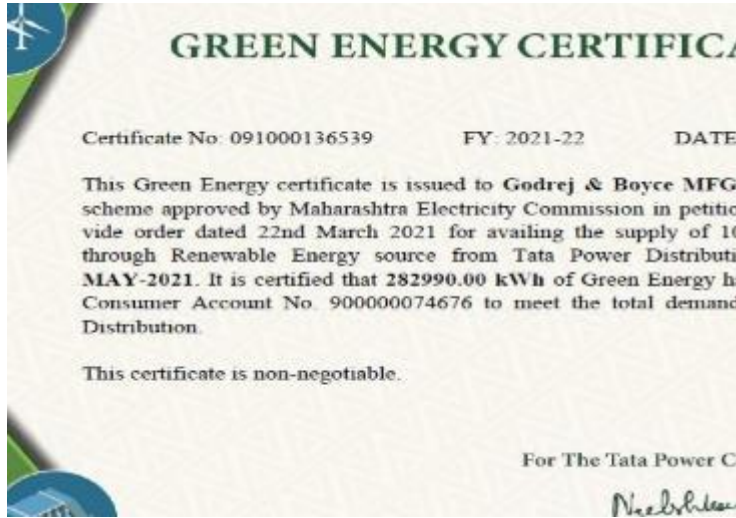 GREEN ENERGY CERTIFICA
Certificate No: 091000136539 FY: 2021-22 DATE
This Green Energy certificate is issued to Godrej & Boyce MFG
scheme approved by Maharashtra Electricity Commission in petitio
vide order dated 22nd March 2021 for availing the supply of 10
through Renewable Energy source from Tata Power Distributi
MAY-2021. It is certified that 282990.00 kWh of Green Energy h
Consumer Account No. 900000074676 to meet the total demand
Distribution.
This certificate is non-negotiable.
For The Tata Power C